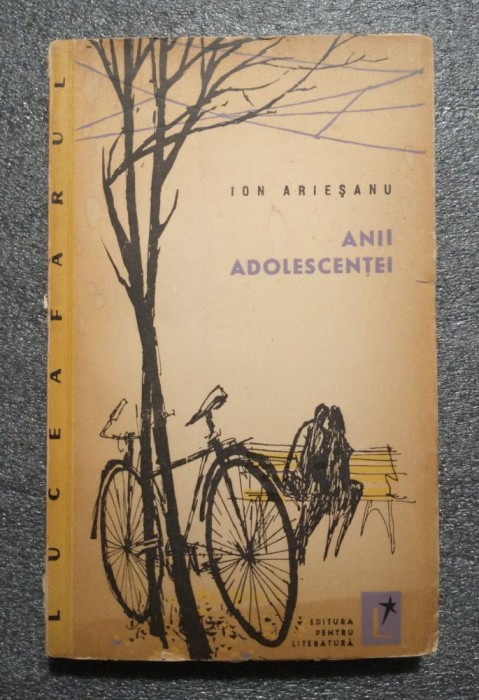 LUCEAFARUL
ION ARIEŞANU
ANII
ADOLESCENŢEI
EDITURA
PENTRU
LITERATURĂ
L